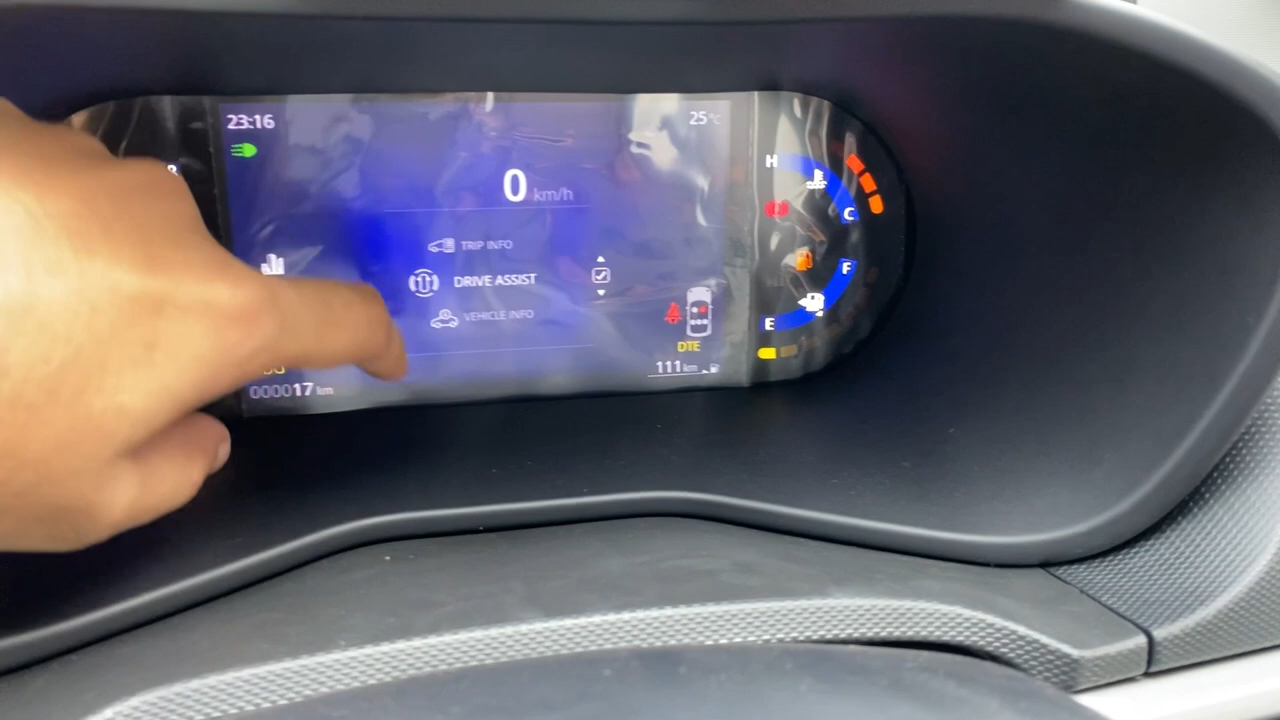 23:16
25°C
0 km/h
TRIP INFO
DRIVE ASSIST
VEHICLE INFO
DTE
111 km
000017 km
H
C
F
E